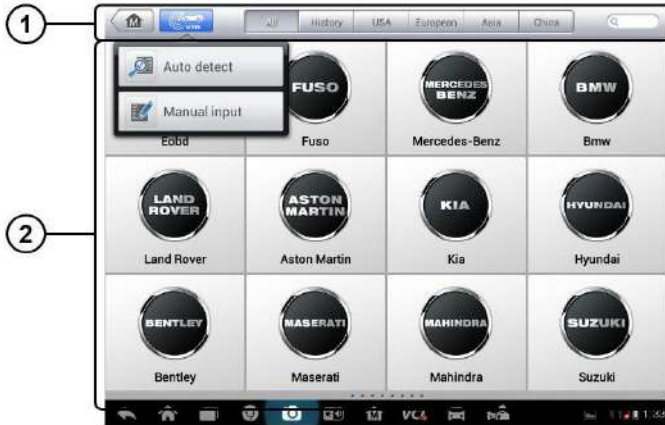 1
All History USA European Asia China
Auto detect
Manual input
FUSO
MERCEDES BENZ
BMW
Eobd Fuso Mercedes-Benz Bmw
2
LAND ROVER
ASTON MARTIN
KIA
HYUNDAI
Land Rover Aston Martin Kia Hyundai
BENTLEY
MASERATI
MAHINDRA
SUZUKI
Bentley Maserati Mahindra Suzuki
VCI